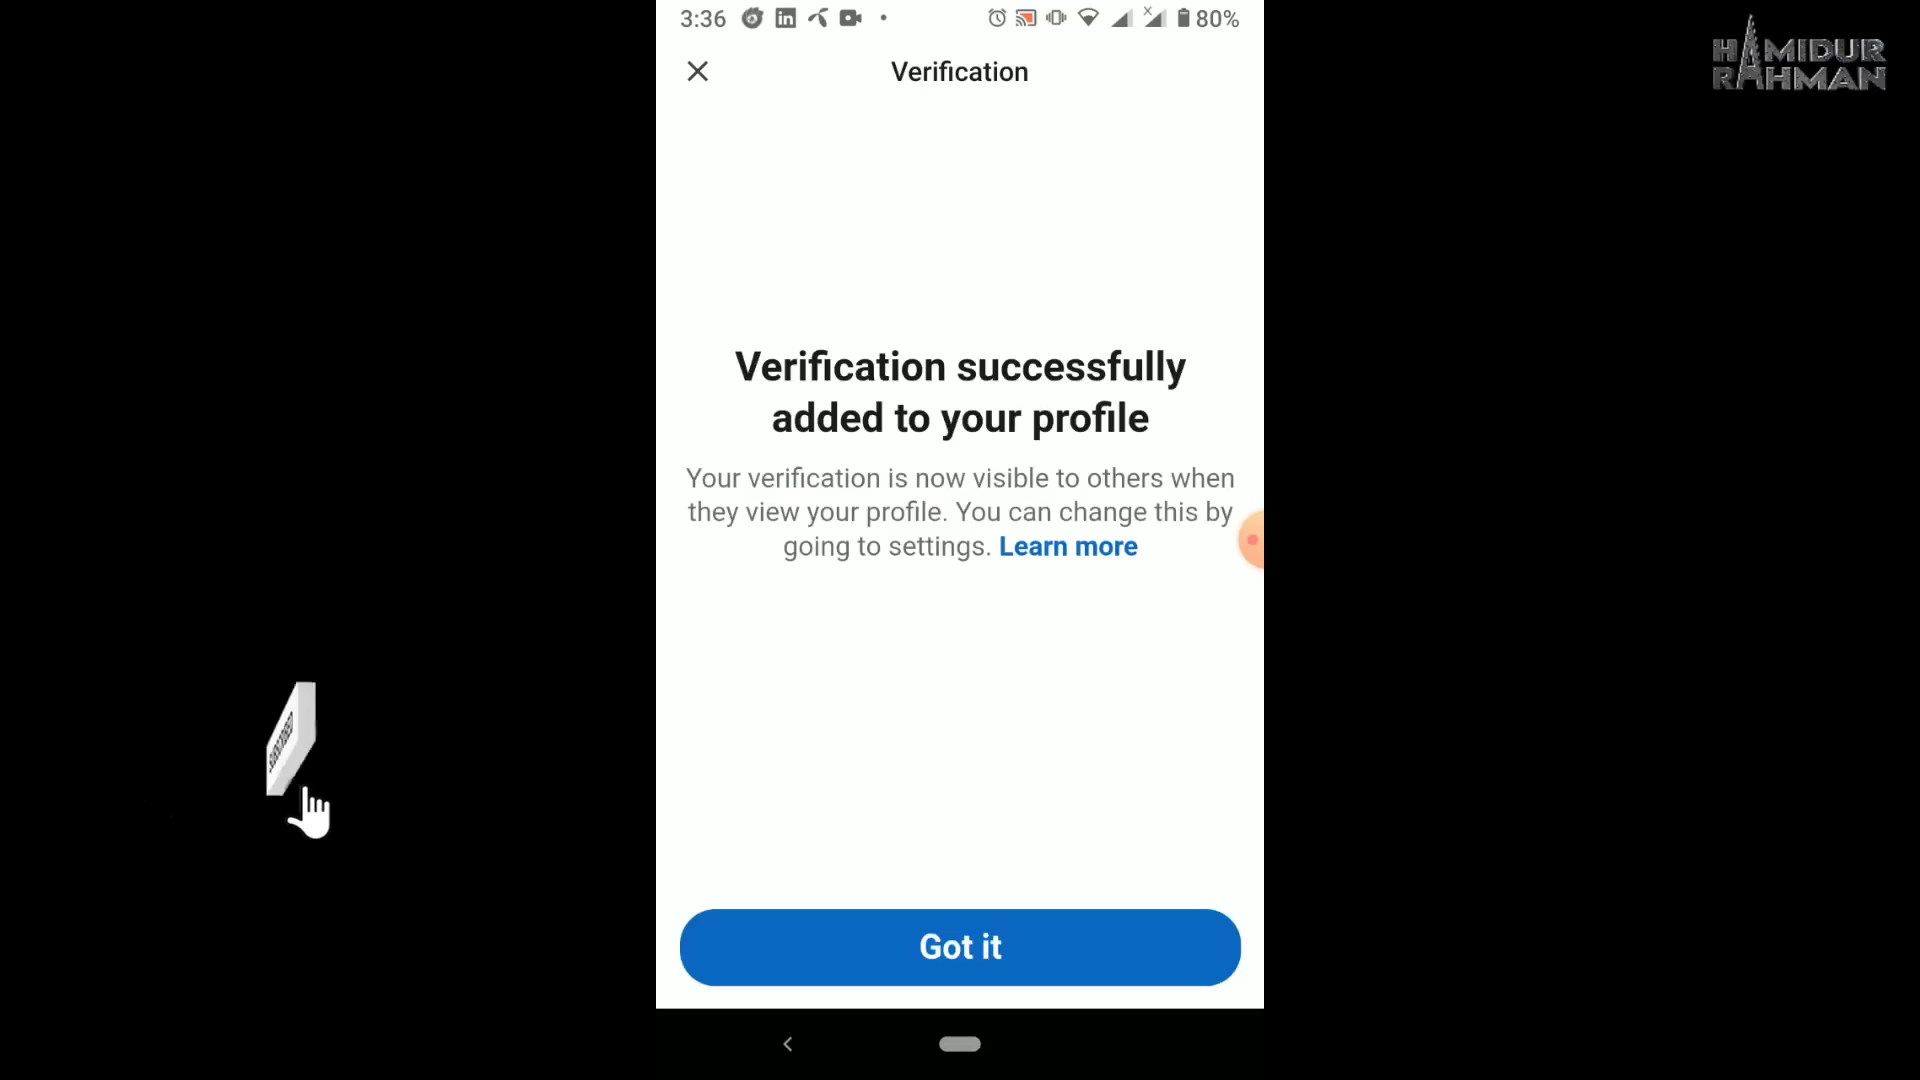 3:36
80%
HAMIDUR
RAHMAN
Verification
Verification successfully
added to your profile
Your verification is now visible to others when
they view your profile. You can change this by
going to settings. Learn more
SUBSCRIBED
Got it